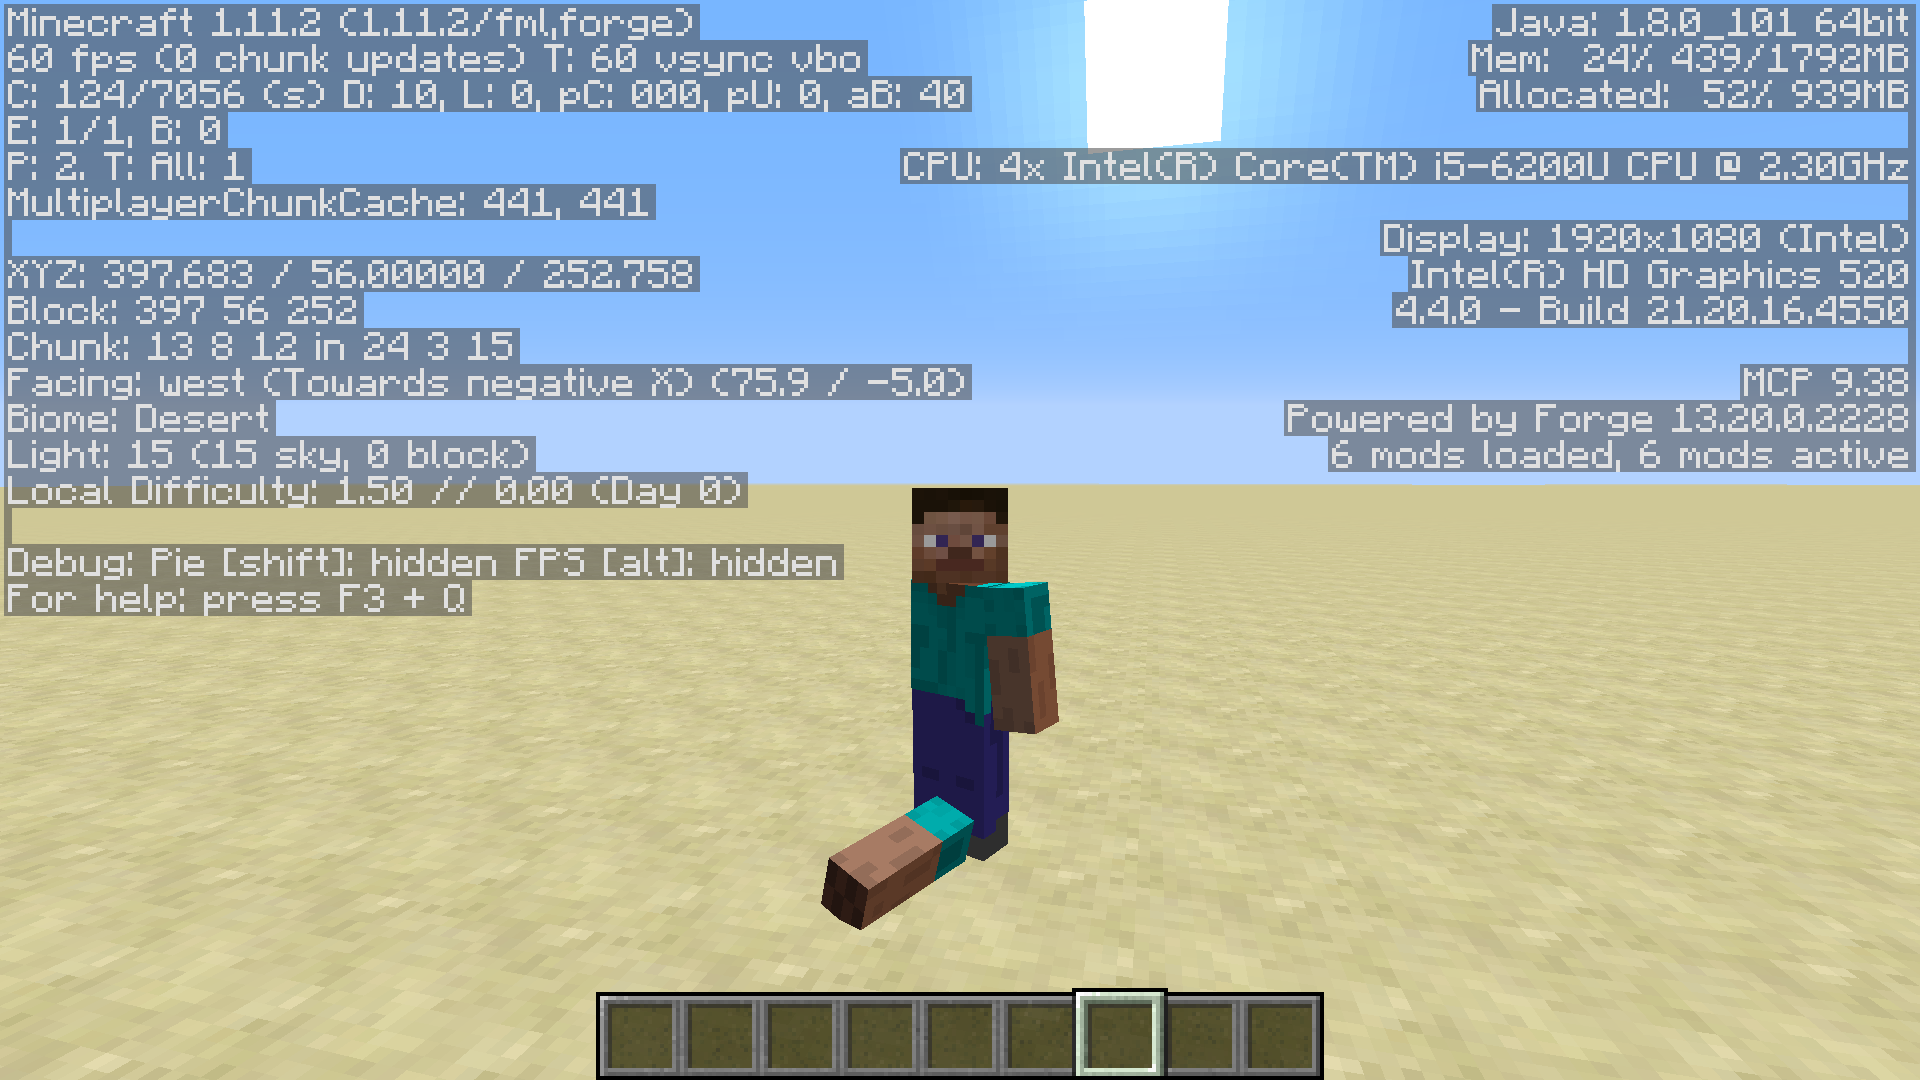 Minecraft 1.11.2 (1.11.2/fml,forge)
60 fps (0 chunk updates) T: 60 vsync vbo
C: 124/7056 (s) D: 10, L: 0, pC: 000, pU: 0, aB: 40
E: 1/1, B: 0
P: 2. T: All: 1
MultiplayerChunkCache: 441, 441
XYZ: 397.683 / 56.00000 / 252.758
Block: 397 56 252
Chunk: 13 8 12 in 24 3 15
Facing: west (Towards negative X) (75.9 / -5.0)
Biome: Desert
Light: 15 (15 sky, 0 block)
Local Difficulty: 1.50 // 0.00 (Day 0)
Debug: Pie [shift]: hidden FPS [alt]: hidden
For help: press F3 + Q
Java: 1.8.0_101 64bit
Mem: 24% 439/1792MB
Allocated: 52% 939MB
CPU: 4x Intel(R) Core(TM) i5-6200U CPU @ 2.30GHz
Display: 1920x1080 (Intel)
Intel(R) HD Graphics 520
4.4.0 - Build 21.20.16.4550
MCP 9.38
Powered by Forge 13.20.0.2228
6 mods loaded, 6 mods active